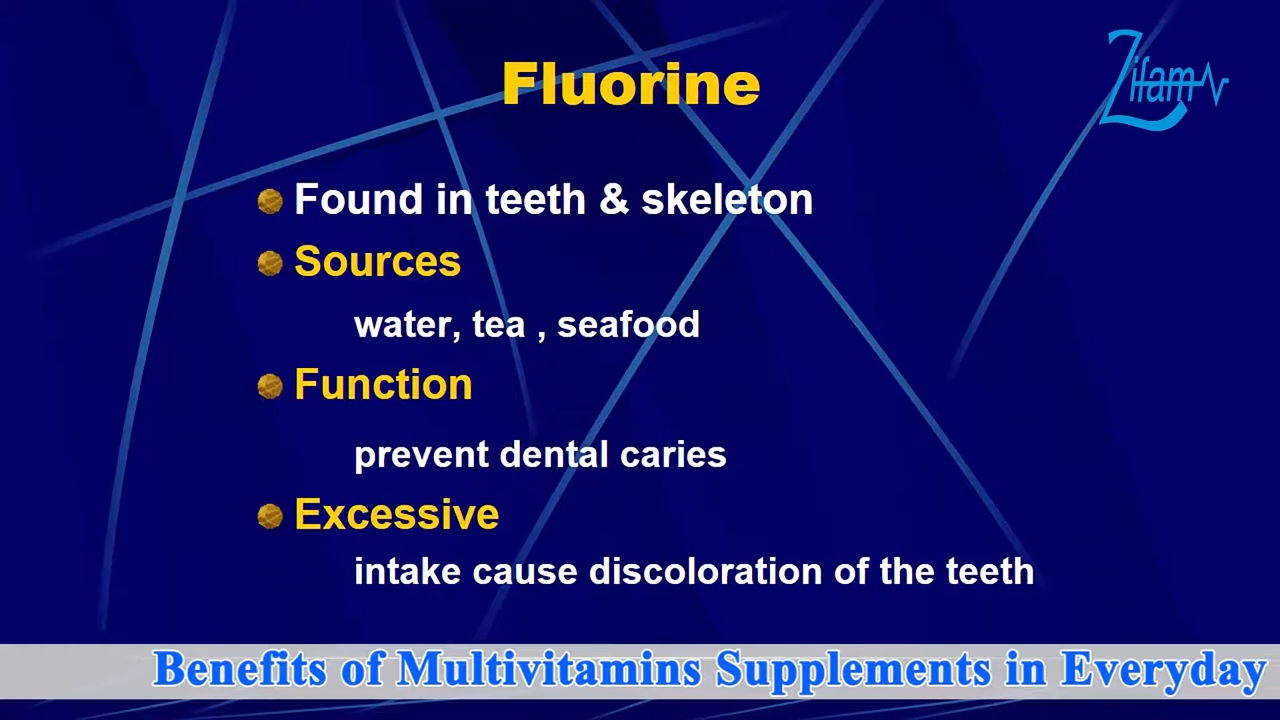 Zifam
Fluorine
Found in teeth & skeleton
Sources
water, tea , seafood
Function
prevent dental caries
Excessive
intake cause discoloration of the teeth
Benefits of Multivitamins Supplements in Everyday